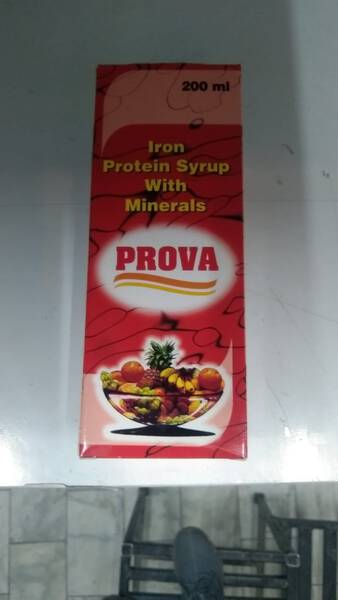 200 ml
Iron
Protein Syrup
With
Minerals
PROVA